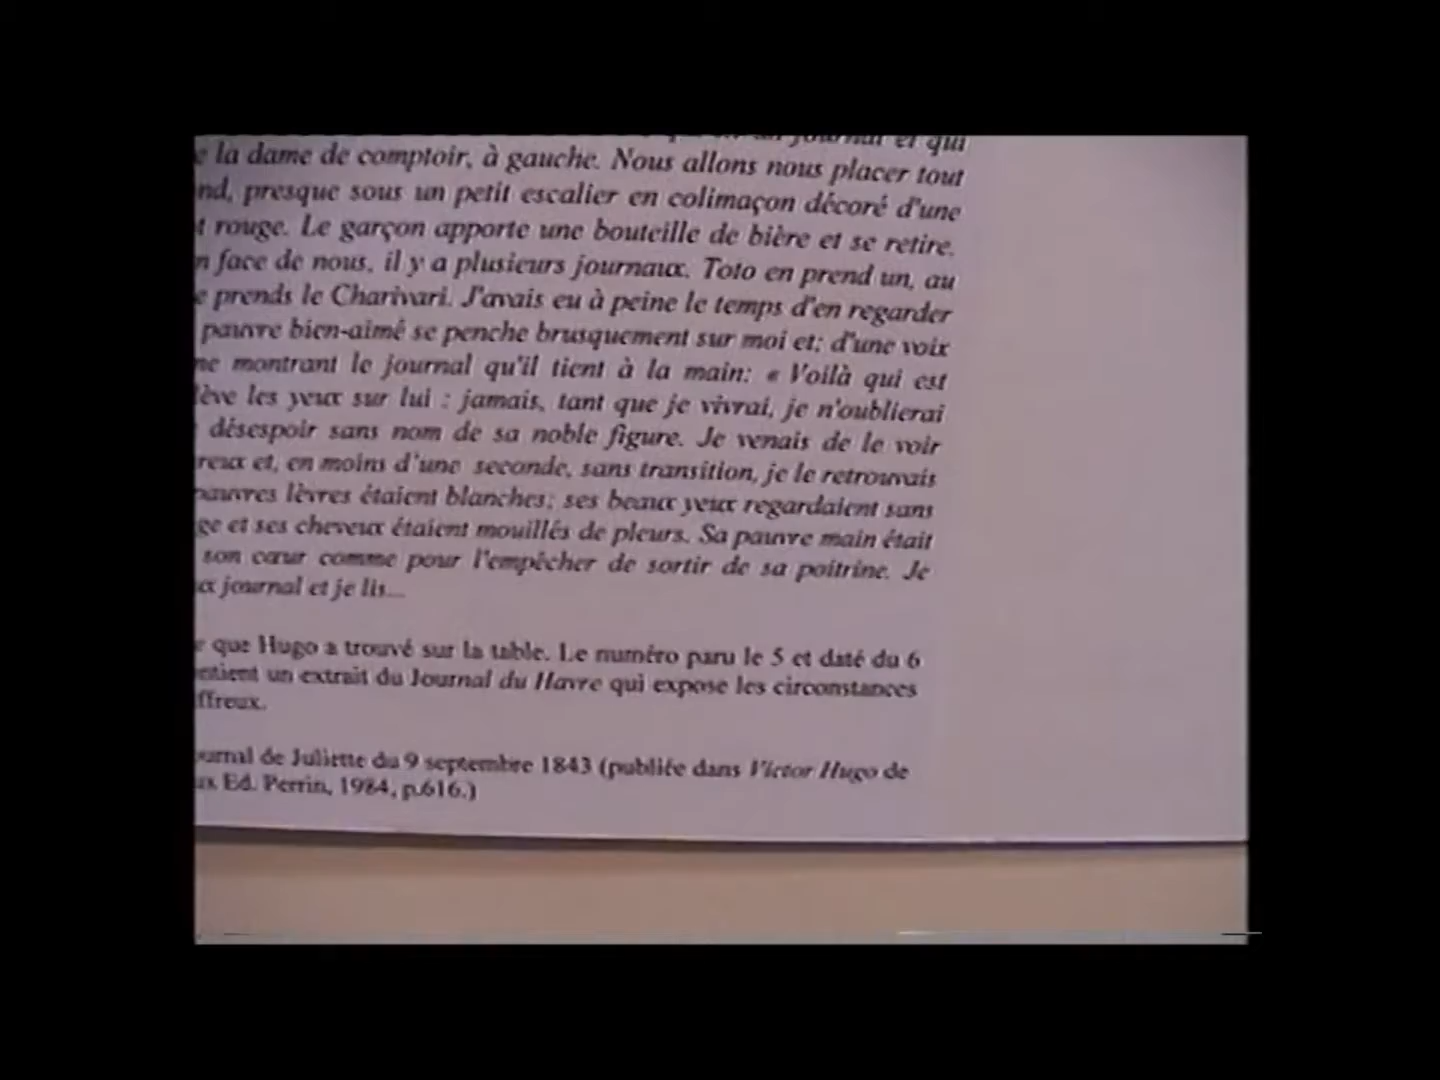 qui
la dame de comptoir, à gauche. Nous allons nous placer tout
nd, presque sous un petit escalier en colimaçon décoré d'une
t rouge. Le garçon apporte une bouteille de bière et se retire.
n face de nous, il y a plusieurs journaux. Toto en prend un, au
e prends le Charivari. J'avais eu à peine le temps d'en regarder
pauvre bien-aimé se penche brusquement sur moi et; d'une voix
me montrant le journal qu'il tient à la main: « Voilà qui est
lève les yeux sur lui : jamais, tant que je vivrai, je n'oublierai
désespoir sans nom de sa noble figure. Je venais de le voir
reux et, en moins d'une seconde, sans transition, je le retrouvais
pauvres lèvres étaient blanches; ses beaux yeux regardaient sans
ge et ses cheveux étaient mouillés de pleurs. Sa pauvre main était
son cœur comme pour l'empêcher de sortir de sa poitrine. Je
journal et je lis...
que Hugo a trouvé sur la table. Le numéro paru le 5 et daté du 6
ontient un extrait du Journal du Havre qui expose les circonstances
ffreux.
ournal de Juliette du 9 septembre 1843 (publiée dans Victor Hugo de
Ed. Perrin, 1984, p.616.)